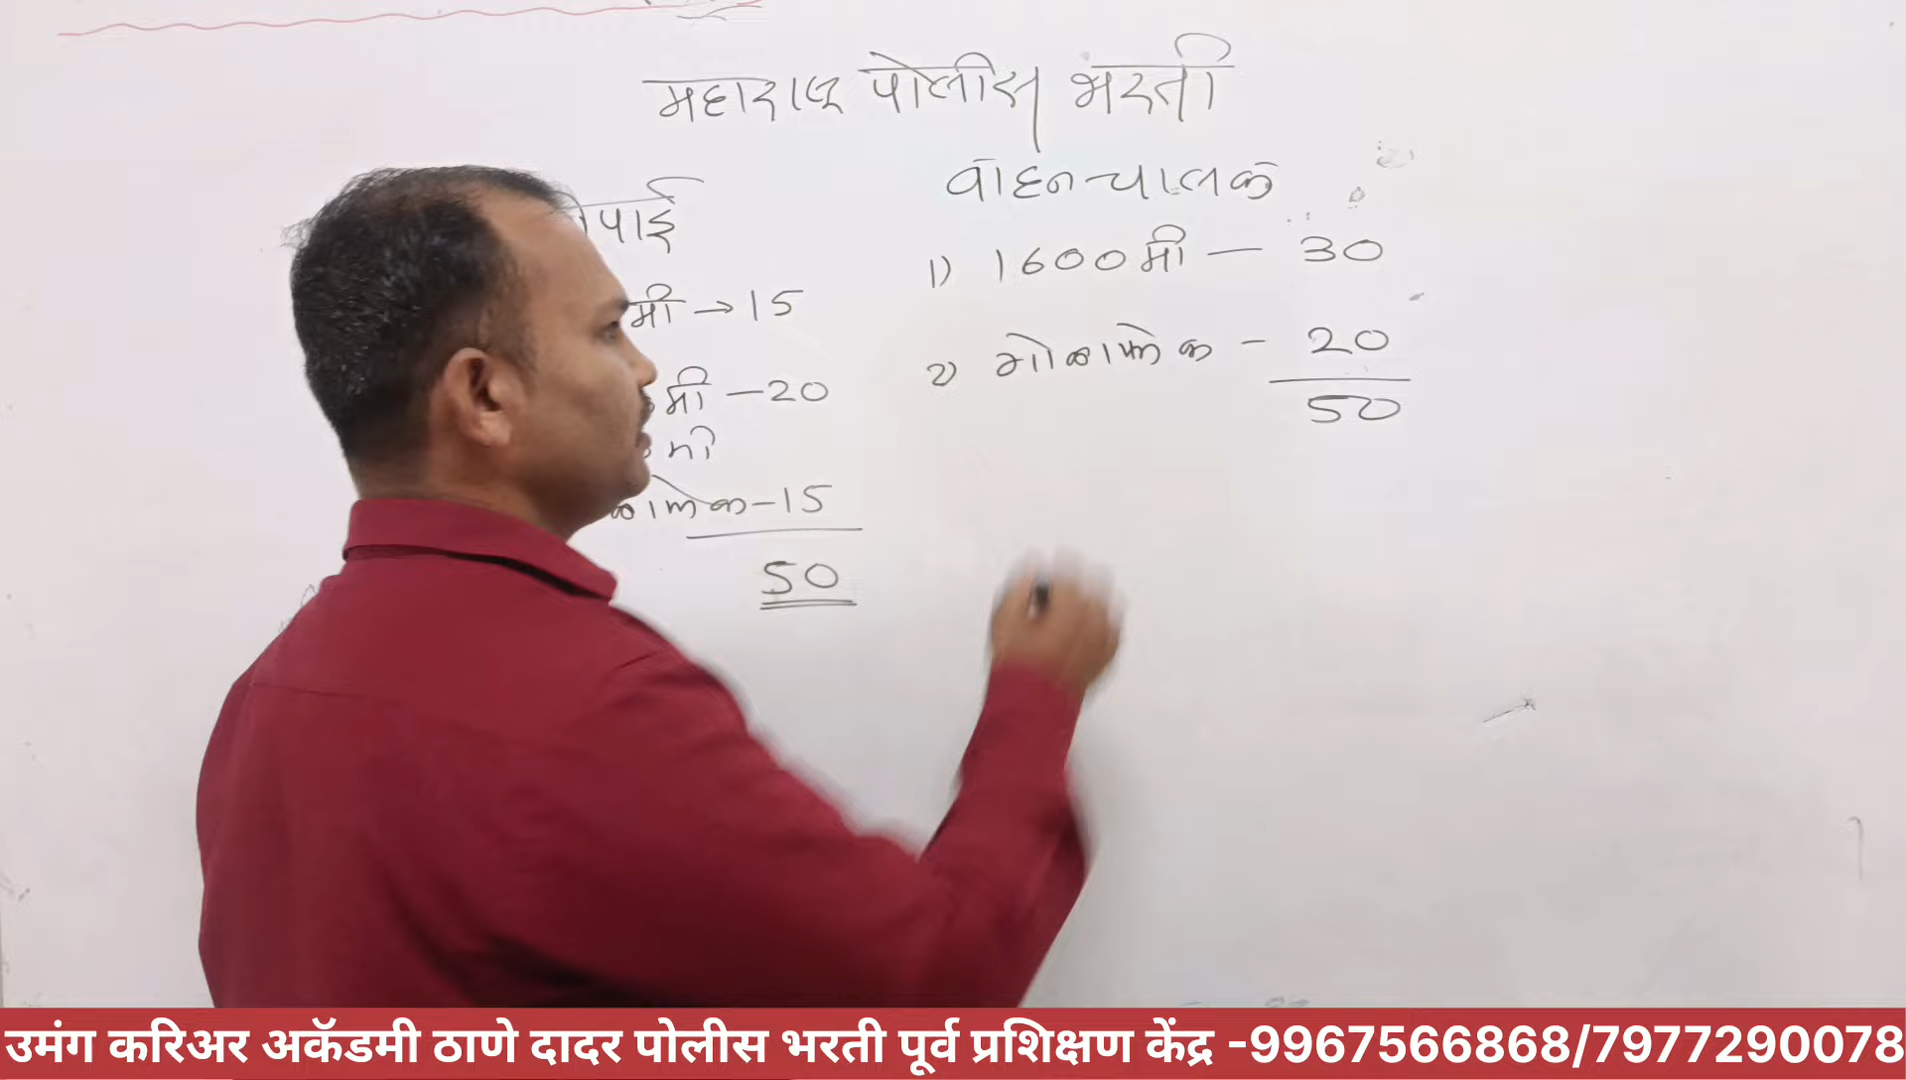 महाराष्ट्र पोलीस भरती
पाई
मी → 15
मी — 20
मी
क — 15
50
वाहनचालक
1) 1600 मी — 30
2) गोळाफेक - 20
50
उमंग करिअर अकॅडमी ठाणे दादर पोलीस भरती पूर्व प्रशिक्षण केंद्र -9967566868/7977290078